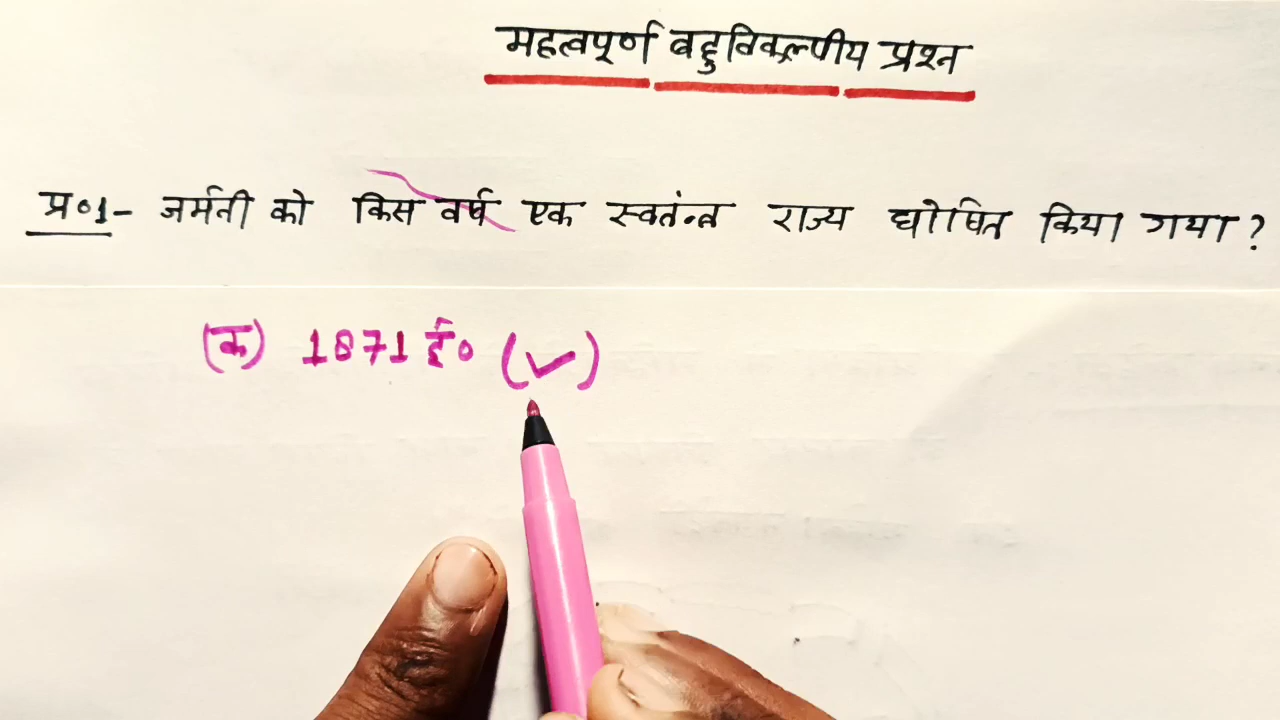 महत्वपूर्ण बहुविकल्पीय प्रश्न
प्र०1- जर्मनी को किस वर्ष एक स्वतंन्त्र राज्य घोषित किया गया?
(क) 1871 ई० (✓)